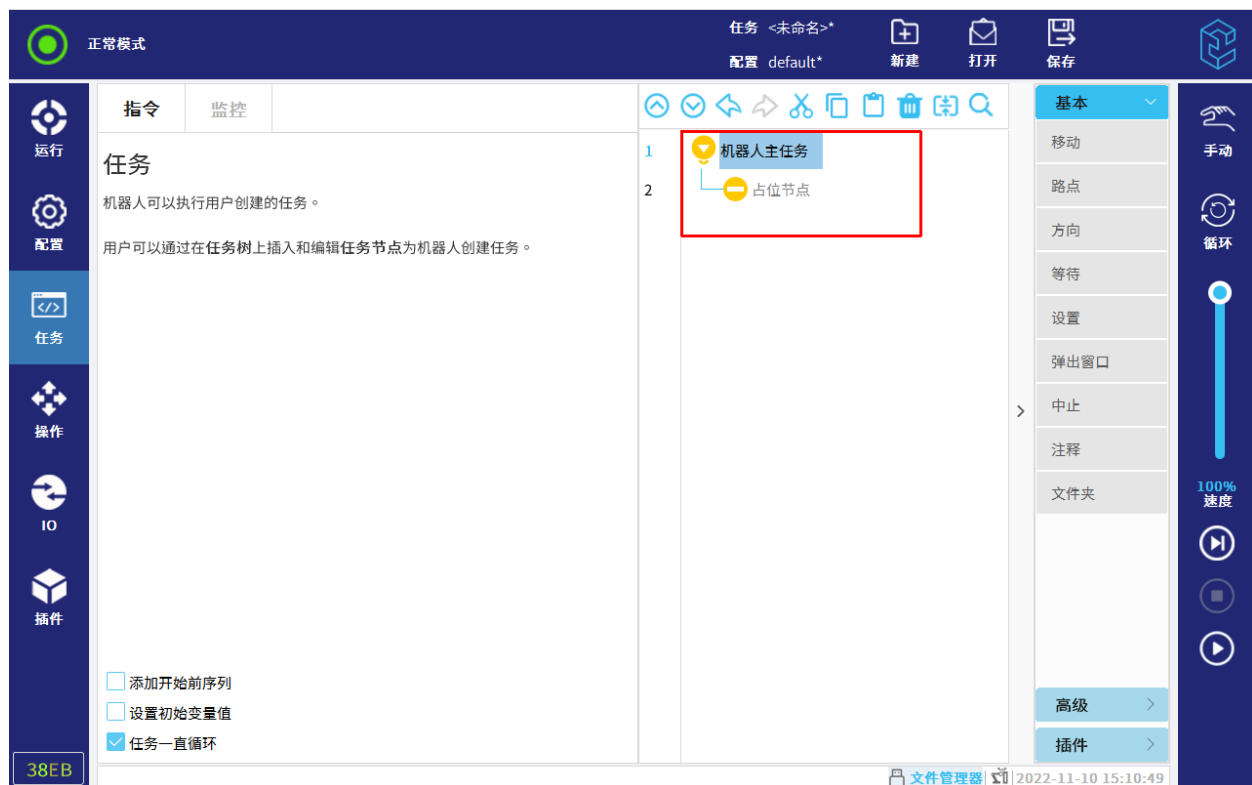 正常模式
任务 <未命名>*
配置 default*
新建
打开
保存
运行
配置
任务
操作
IO
插件
38EB
指令
监控
任务
机器人可以执行用户创建的任务。
用户可以通过在任务树上插入和编辑任务节点为机器人创建任务。
添加开始前序列
设置初始变量值
任务一直循环
1 机器人主任务
2 占位节点
基本
移动
路点
方向
等待
设置
弹出窗口
中止
注释
文件夹
高级
插件
手动
循环
100%
速度
文件管理器
2022-11-10 15:10:49